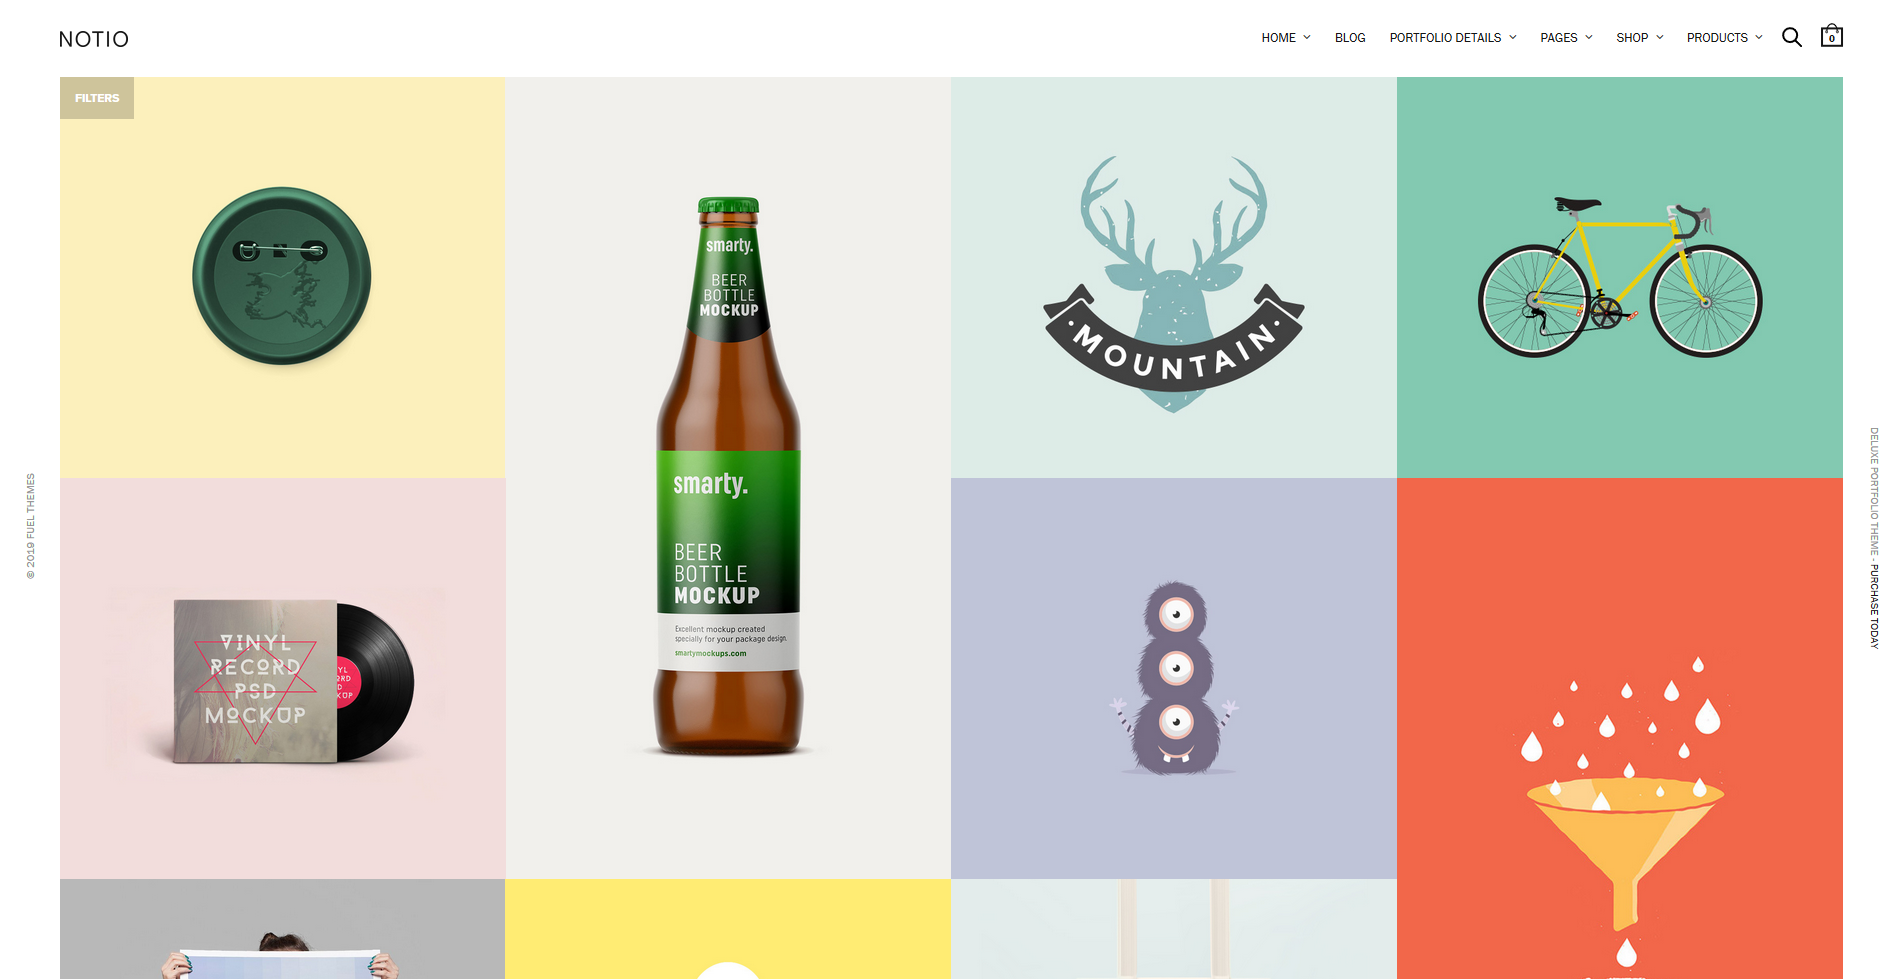 NOTIO
HOME
BLOG
PORTFOLIO DETAILS
PAGES
SHOP
PRODUCTS
0
FILTERS
smarty.
BEER
BOTTLE
MOCKUP
smarty.
BEER
BOTTLE
MOCKUP
Excellent mockup created
specially for your package design.
smartymockups.com
• MOUNTAIN •
VINYL
RECORD
PSD
MOCKUP
© 2019 FUEL THEMES
DELUXE PORTFOLIO THEME - PURCHASE TODAY